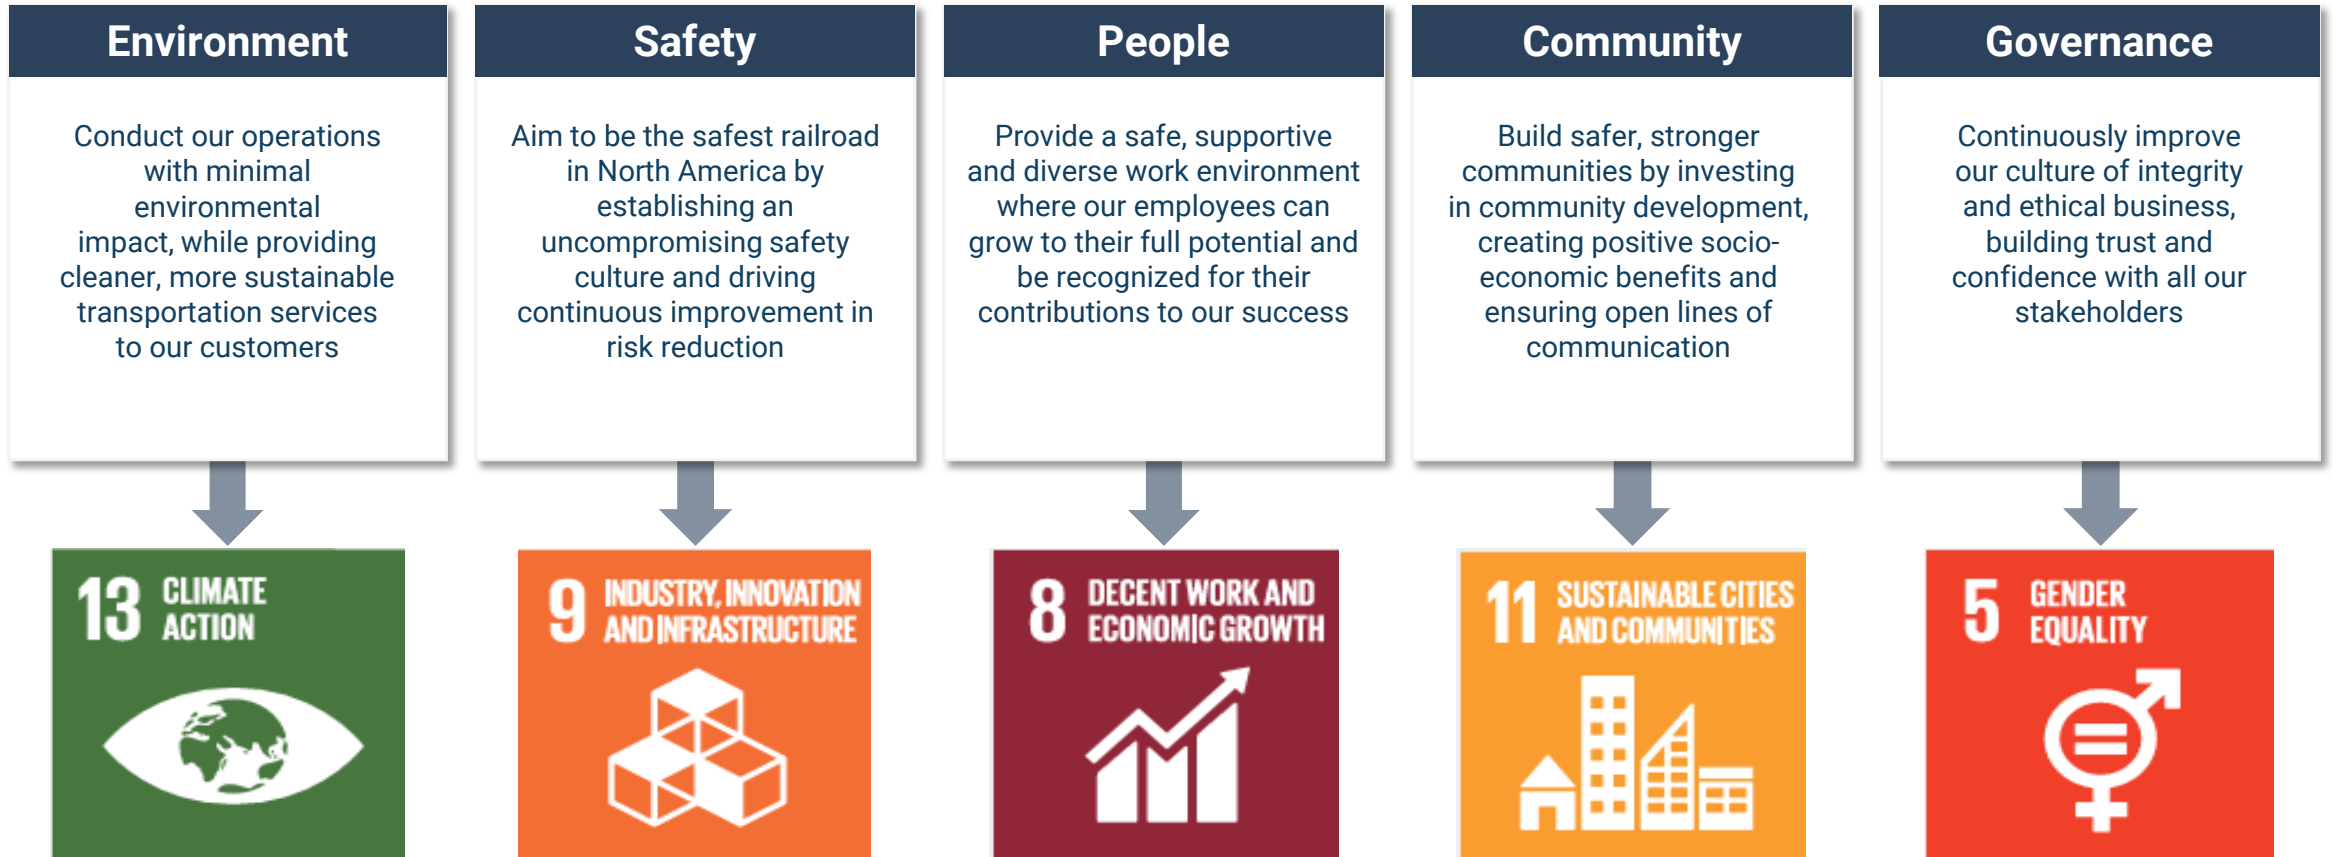 Environment
Conduct our operations
with minimal
environmental
impact, while providing
cleaner, more sustainable
transportation services
to our customers
Safety
Aim to be the safest railroad
in North America by
establishing an
uncompromising safety
culture and driving
continuous improvement in
risk reduction
People
Provide a safe, supportive
and diverse work environment
where our employees can
grow to their full potential and
be recognized for their
contributions to our success
Community
Build safer, stronger
communities by investing
in community development,
creating positive socio-
economic benefits and
ensuring open lines of
communication
Governance
Continuously improve
our culture of integrity
and ethical business,
building trust and
confidence with all our
stakeholders
13 CLIMATE
ACTION
9 INDUSTRY, INNOVATION
AND INFRASTRUCTURE
8 DECENT WORK AND
ECONOMIC GROWTH
11 SUSTAINABLE CITIES
AND COMMUNITIES
5 GENDER
EQUALITY